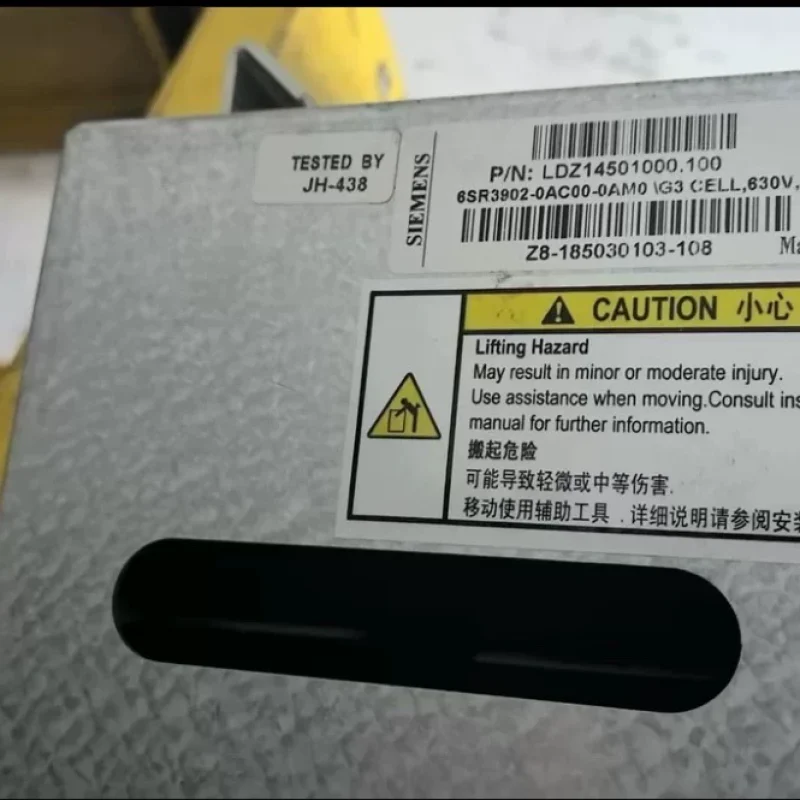 TESTED BY
JH-438
SIEMENS
P/N: LDZ14501000.100
6SR3902-0AC00-0AM0 \G3 CELL,630V,
Z8-185030103-108
CAUTION 小心
Lifting Hazard
May result in minor or moderate injury.
Use assistance when moving.Consult
manual for further information.
搬起危险
可能导致轻微或中等伤害.
移动使用辅助工具 .详细说明请参阅安装